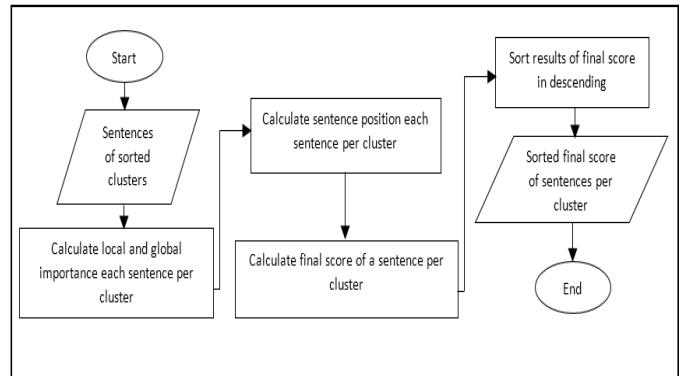 Start
Sentences
of sorted
clusters
Calculate local and global
importance each sentence per
cluster
Calculate sentence position each
sentence per cluster
Calculate final score of a sentence per
cluster
Sort results of final score
in descending
Sorted final score
of sentences per
cluster
End